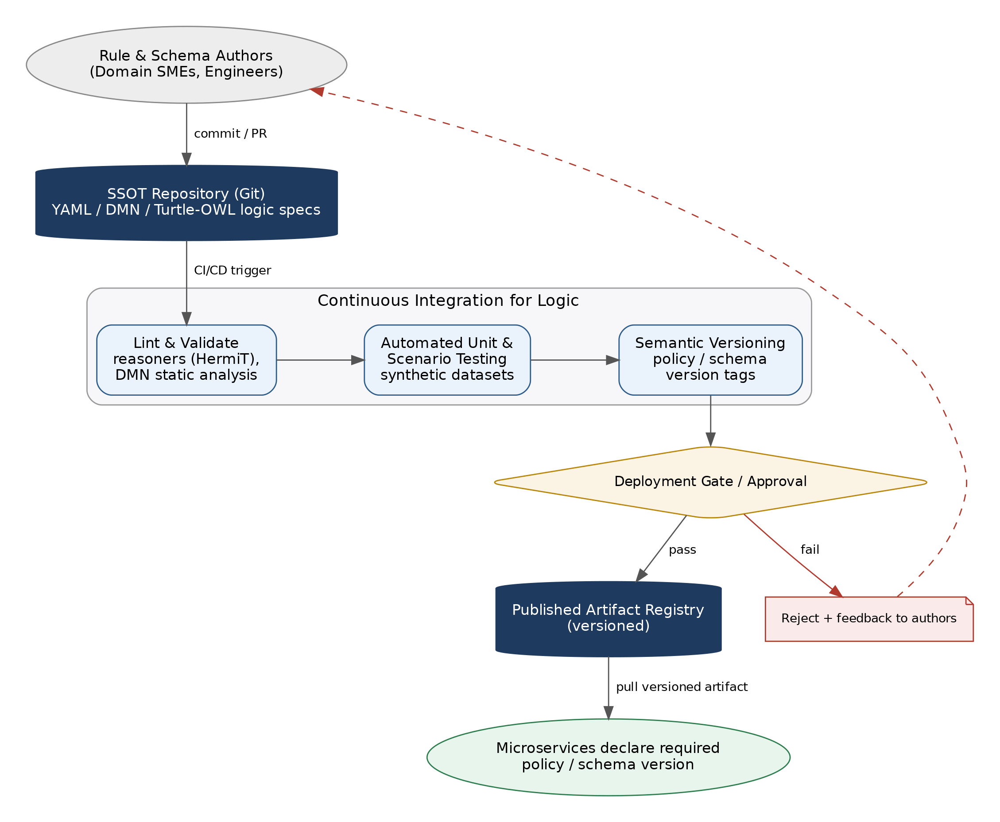 Rule & Schema Authors
(Domain SMEs, Engineers)
commit / PR
SSOT Repository (Git)
YAML / DMN / Turtle-OWL logic specs
CI/CD trigger
Continuous Integration for Logic
Lint & Validate
reasoners (HermiT),
DMN static analysis
Automated Unit &
Scenario Testing
synthetic datasets
Semantic Versioning
policy / schema
version tags
Deployment Gate / Approval
pass
fail
Published Artifact Registry
(versioned)
Reject + feedback to authors
pull versioned artifact
Microservices declare required
policy / schema version